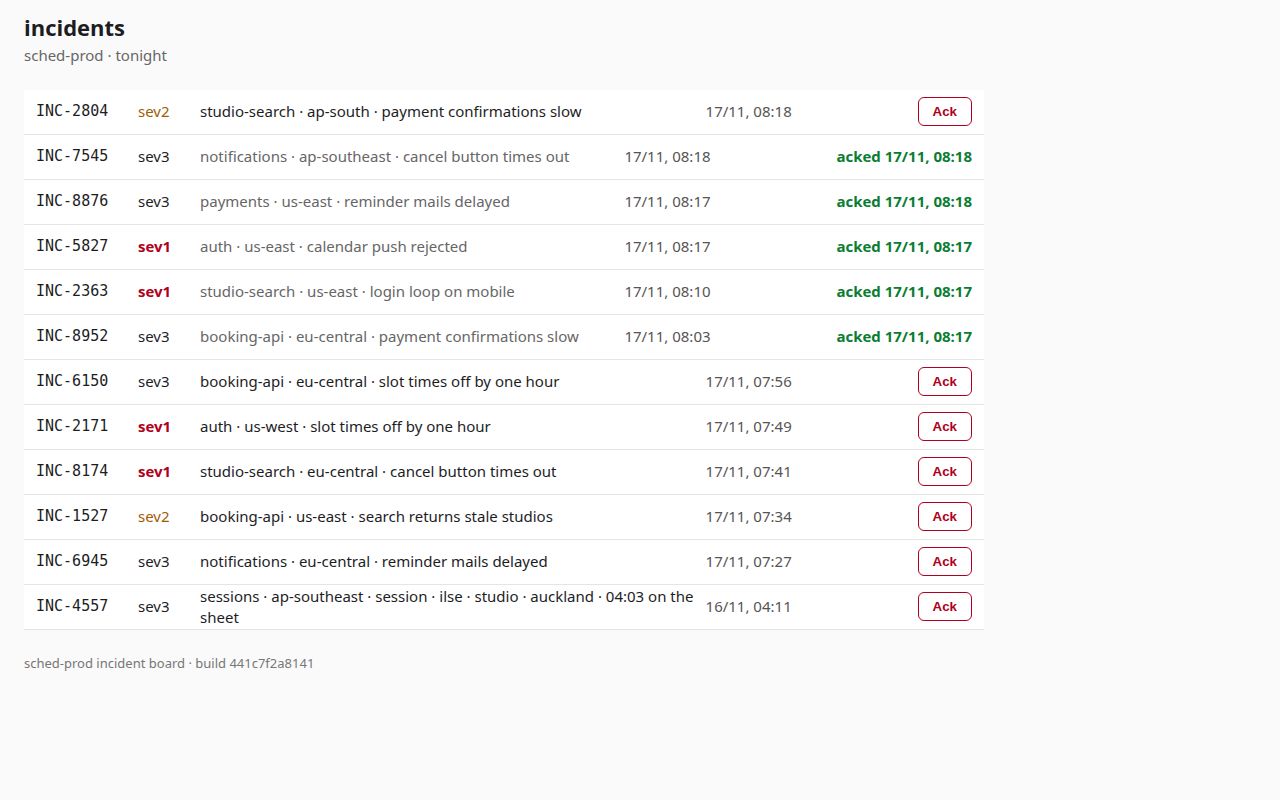 incidents
sched-prod · tonight
INC-2804 sev2 studio-search · ap-south · payment confirmations slow 17/11, 08:18 Ack
INC-7545 sev3 notifications · ap-southeast · cancel button times out 17/11, 08:18 acked 17/11, 08:18
INC-8876 sev3 payments · us-east · reminder mails delayed 17/11, 08:17 acked 17/11, 08:18
INC-5827 sev1 auth · us-east · calendar push rejected 17/11, 08:17 acked 17/11, 08:17
INC-2363 sev1 studio-search · us-east · login loop on mobile 17/11, 08:10 acked 17/11, 08:17
INC-8952 sev3 booking-api · eu-central · payment confirmations slow 17/11, 08:03 acked 17/11, 08:17
INC-6150 sev3 booking-api · eu-central · slot times off by one hour 17/11, 07:56 Ack
INC-2171 sev1 auth · us-west · slot times off by one hour 17/11, 07:49 Ack
INC-8174 sev1 studio-search · eu-central · cancel button times out 17/11, 07:41 Ack
INC-1527 sev2 booking-api · us-east · search returns stale studios 17/11, 07:34 Ack
INC-6945 sev3 notifications · eu-central · reminder mails delayed 17/11, 07:27 Ack
INC-4557 sev3 sessions · ap-southeast · session · ilse · studio · auckland · 04:03 on the
sheet 16/11, 04:11 Ack
sched-prod incident board · build 441c7f2a8141